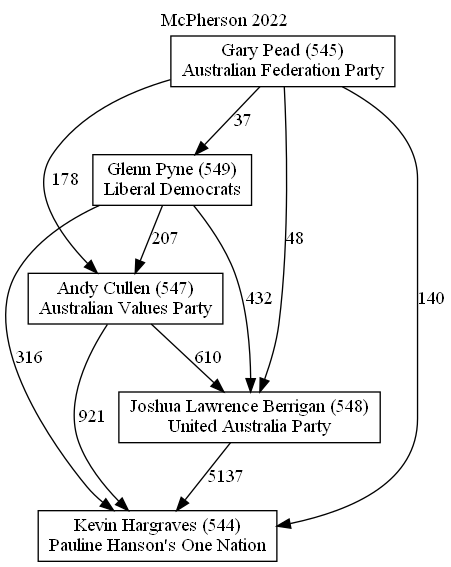 McPherson 2022
Gary Pead (545)
Australian Federation Party
37
Glenn Pyne (549)
Liberal Democrats
178
207
48
432
140
Andy Cullen (547)
Australian Values Party
316
610
921
Joshua Lawrence Berrigan (548)
United Australia Party
5137
Kevin Hargraves (544)
Pauline Hanson's One Nation